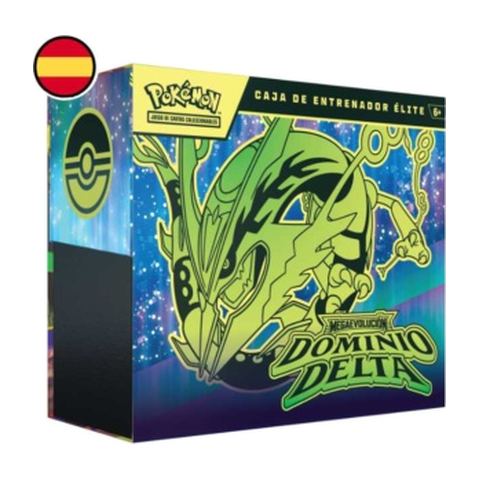 POKéMON
JUEGO DE CARTAS COLECCIONABLES
CAJA DE ENTRENADOR ÉLITE 6+
MEGAEVOLUCIÓN
DOMINIO
DELTA